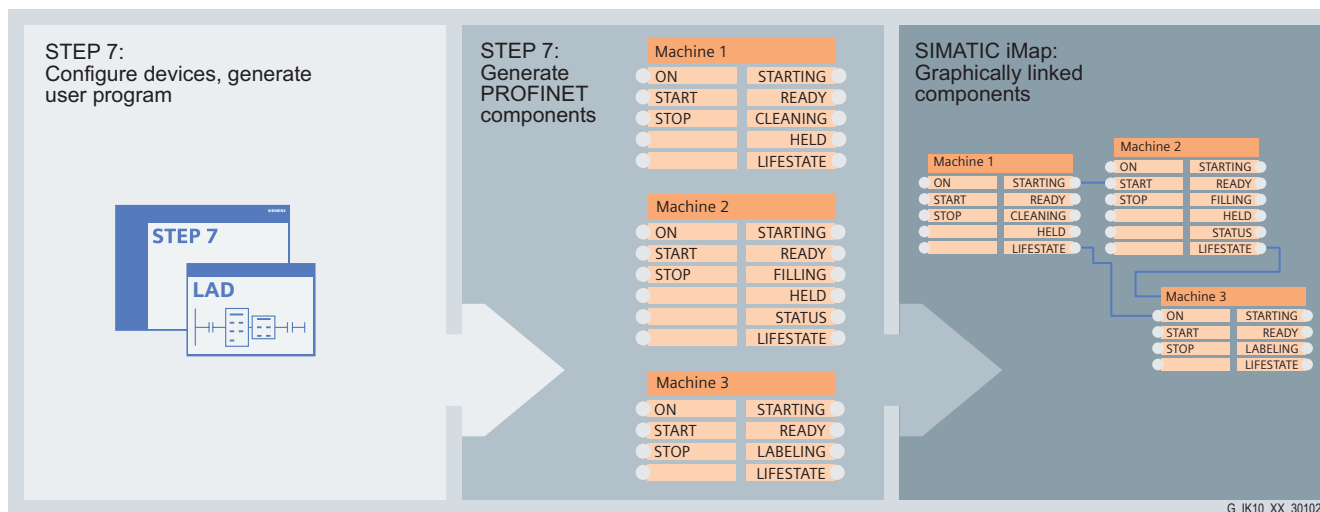 STEP 7:
Configure devices, generate
user program
SIEMENS
STEP 7
LAD
STEP 7:
Generate
PROFINET
components
Machine 1
ON STARTING
START READY
STOP CLEANING
HELD
LIFESTATE
Machine 2
ON STARTING
START READY
STOP FILLING
HELD
STATUS
LIFESTATE
Machine 3
ON STARTING
START READY
STOP LABELING
LIFESTATE
SIMATIC iMap:
Graphically linked
components
Machine 1
ON STARTING
START READY
STOP CLEANING
HELD
LIFESTATE
Machine 2
ON STARTING
START READY
STOP FILLING
HELD
STATUS
LIFESTATE
Machine 3
ON STARTING
START READY
STOP LABELING
LIFESTATE
G_IK10_XX_30102